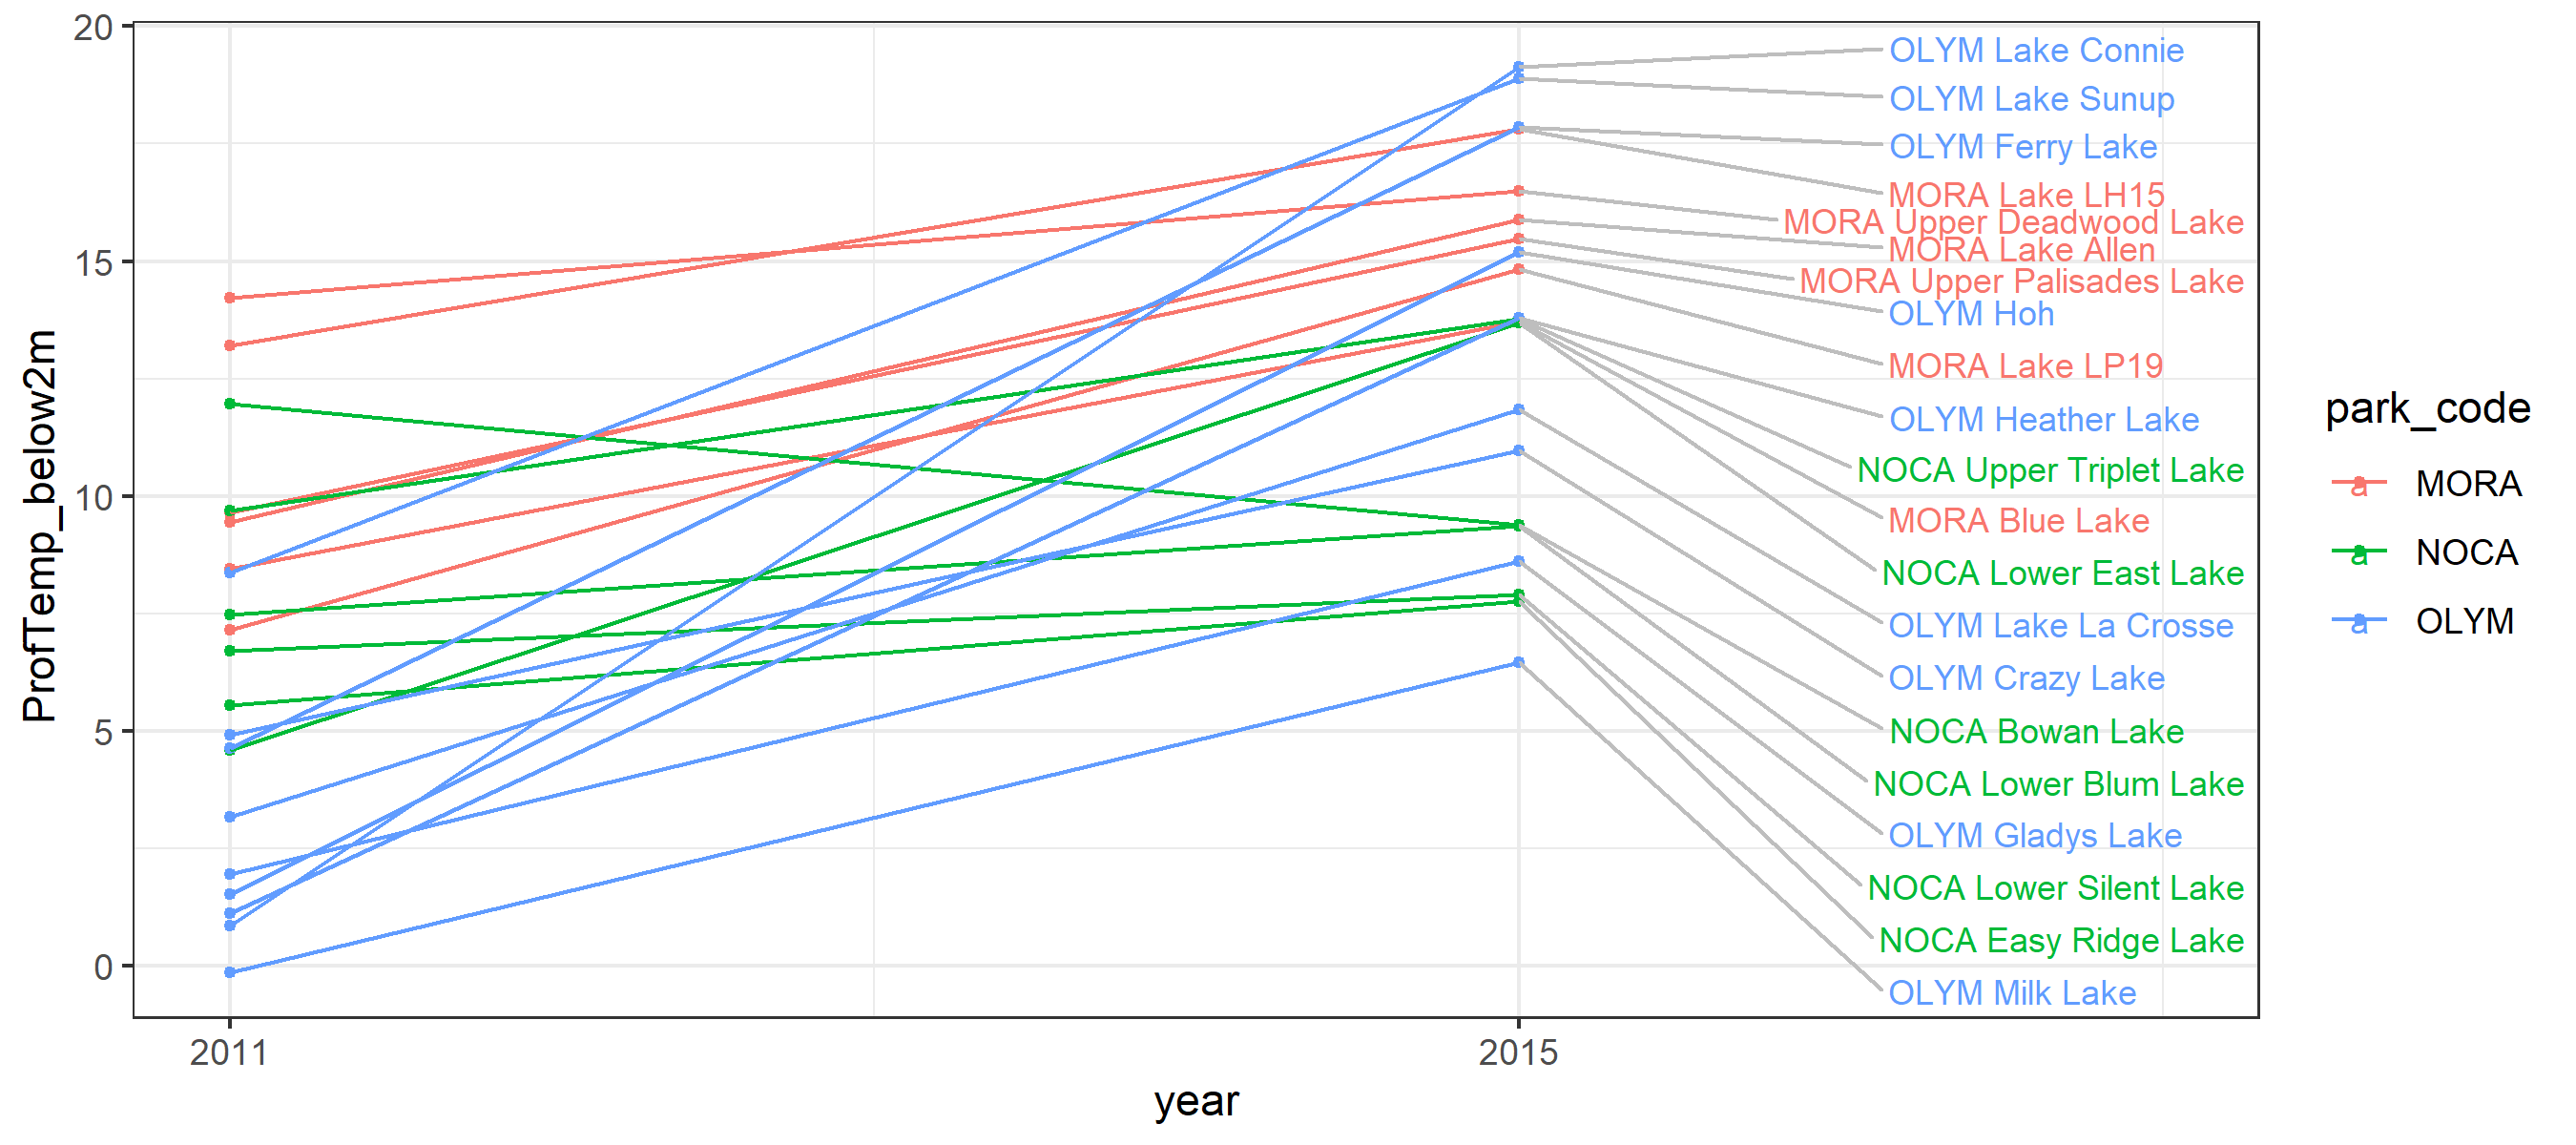 20
15
10
5
0
ProfTemp_below2m
2011
2015
year
OLYM Lake Connie
OLYM Lake Sunup
OLYM Ferry Lake
MORA Lake LH15
MORA Upper Deadwood Lake
MORA Lake Allen
MORA Upper Palisades Lake
OLYM Hoh
MORA Lake LP19
OLYM Heather Lake
NOCA Upper Triplet Lake
MORA Blue Lake
NOCA Lower East Lake
OLYM Lake La Crosse
OLYM Crazy Lake
NOCA Bowan Lake
NOCA Lower Blum Lake
OLYM Gladys Lake
NOCA Lower Silent Lake
NOCA Easy Ridge Lake
OLYM Milk Lake
park_code
a MORA
a NOCA
a OLYM